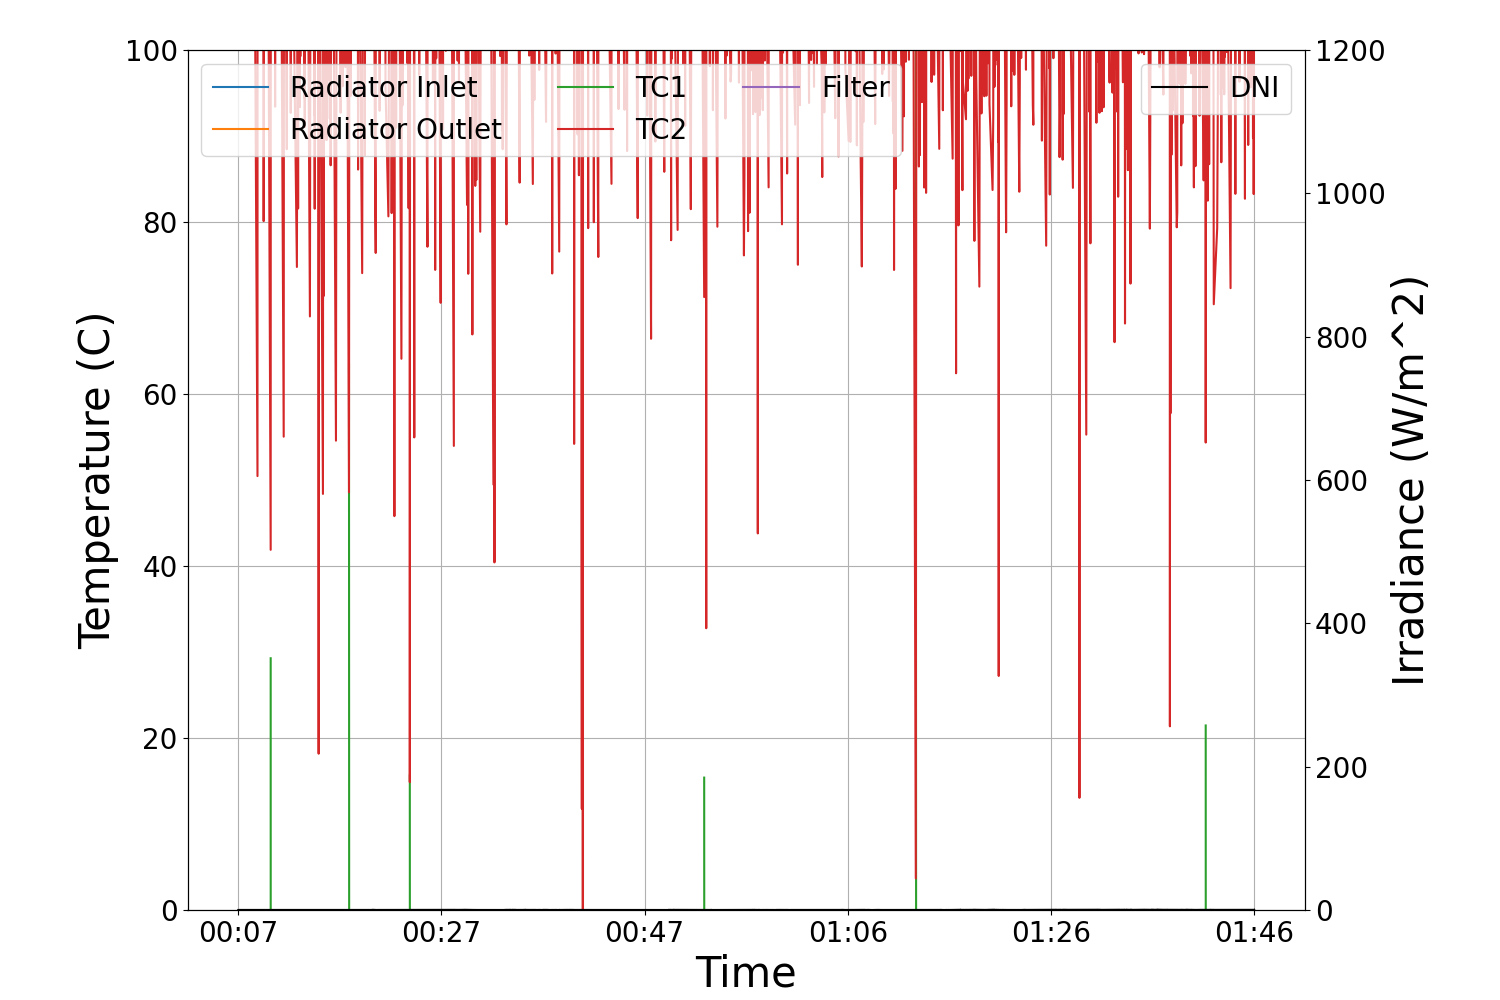 100
80
60
40
20
0
Temperature (C)
Radiator Inlet
Radiator Outlet
TC1
TC2
Filter
DNI
1200
1000
800
600
400
200
0
Irradiance (W/m^2)
00:07
00:27
00:47
01:06
01:26
01:46
Time